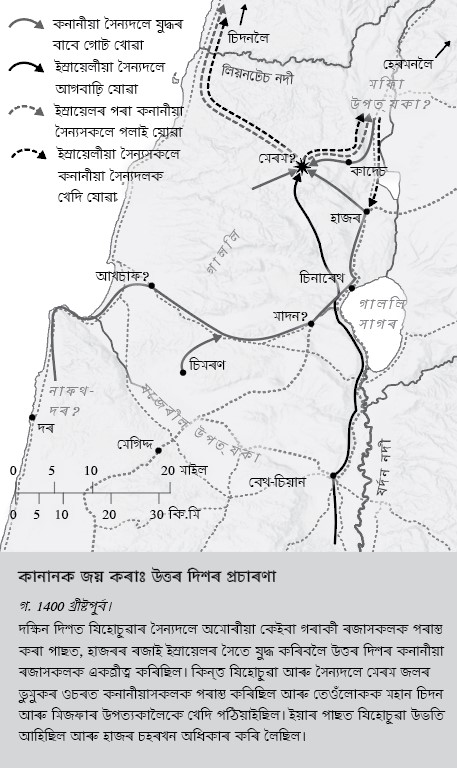 কনানীয়া সৈন্যদলে যুদ্ধৰ
বাবে গোট খোৱা
ইস্ৰায়েলীয়া সৈন্যদলে
আগবাঢ়ি যোৱা
ইস্ৰায়েলৰ পৰা কনানীয়া
সৈন্যসকলে পলাই যোৱা
ইস্ৰায়েলীয়া সৈন্যসকলে
কনানীয়া সৈন্যদলক
খেদি যোৱা
চিদনলৈ
লিয়নটেচ নদী
হেৰমনলৈ
মস্মি
উপত্যকা?
মেৰম?
কাদেচ
হাজৰ
গালীল
চিনাৰেথ
আখচাফ?
গালীল
সাগৰ
মাদন?
চিমৰণ
নাফথ-
দৰ?
দৰ
মেগিদ্দ
উপত্যকা
যৰ্দন নদী
বেথ-চিয়ান
0 5 10 20 মাইল
0 5 10 20 30 কি.মি
কানানক জয় কৰাঃ উত্তৰ দিশৰ প্ৰচাৰণা
গ. 1400 খ্ৰীষ্টপূৰ্ব।
দক্ষিন দিশত যিহোচুৱাৰ সৈন্যদলে অমোৰীয়া কেইবা গৰাকী ৰজাসকলক পৰাস্ত
কৰা পাছত, হাজৰৰ ৰজাই ইস্ৰায়েলৰ সৈতে যুদ্ধ কৰিবলৈ উত্তৰ দিশৰ কনানীয়া
ৰজাসকলক একত্ৰীত্ব কৰিছিল। কিন্ত্ত যিহোচুৱা আৰু সৈন্যদলে মেৰম জলৰ
ডুমুকৰ ওচৰত কনানীয়াসকলক পৰাস্ত কৰিছিল আৰু তেওঁলোকক মহান চিদন
আৰু মিজফাৰ উপত্যকালৈকে খেদি পঠিয়াইছিল। ইয়াৰ পাছত যিহোচুৱা উভতি
আহিছিল আৰু হাজৰ চহৰখন অধিকাৰ কৰি লৈছিল।